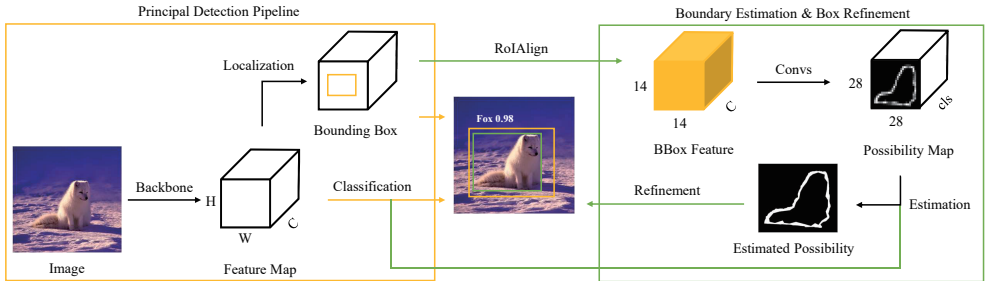 Principal Detection Pipeline
Boundary Estimation & Box Refinement
Localization
RoIAlign
Convs
14
C
14
BBox Feature
28
cls
28
Possibility Map
Bounding Box
Fox 0.98
Backbone
H
W
C
Classification
Refinement
Estimation
Image
Feature Map
Estimated Possibility